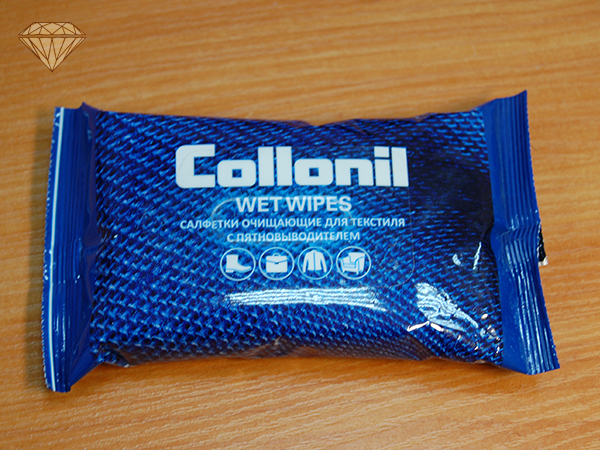 Collonil
WET WIPES
САЛФЕТКИ ОЧИЩАЮЩИЕ ДЛЯ ТЕКСТИЛЯ
С ПЯТНОВЫВОДИТЕЛЕМ